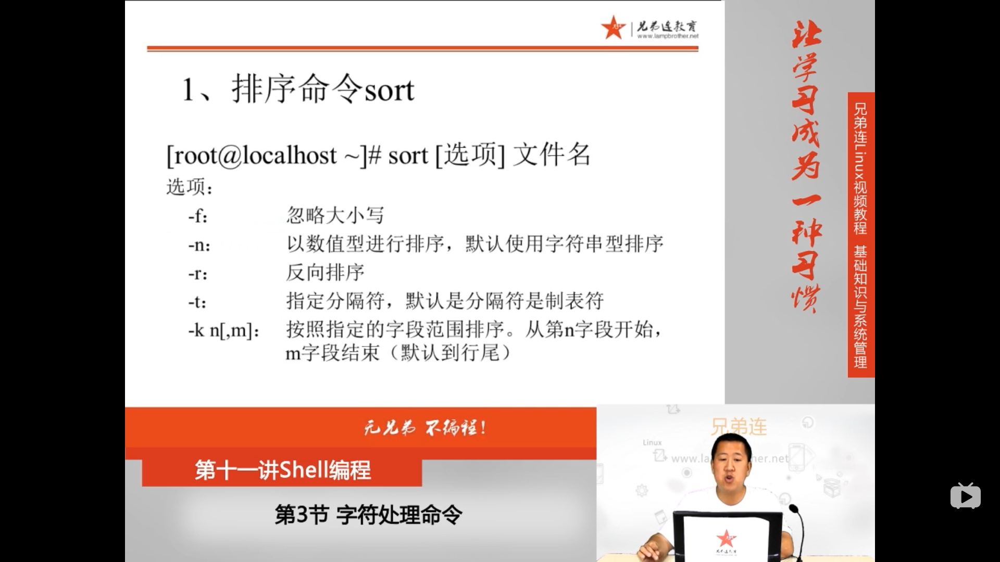 兄弟连教育
www.lampbrother.net
1、排序命令sort
[root@localhost ~]# sort [选项] 文件名
选项：
-f： 忽略大小写
-n： 以数值型进行排序，默认使用字符串型排序
-r： 反向排序
-t： 指定分隔符，默认是分隔符是制表符
-k n[,m]： 按照指定的字段范围排序。从第n字段开始，
m字段结束（默认到行尾）
让学习成为一种习惯
兄弟连Linux视频教程 基础知识与系统管理
无兄弟 不编程！
第十一讲Shell编程
第3节 字符处理命令
兄弟连
Linux